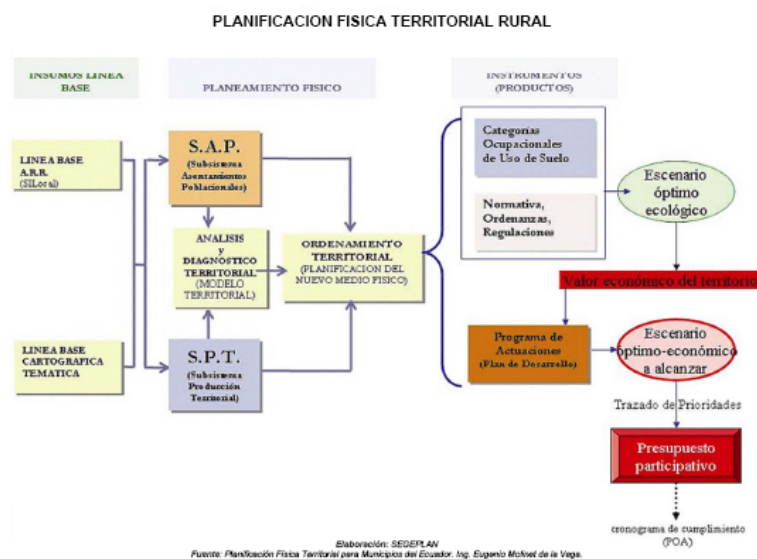 PLANIFICACION FISICA TERRITORIAL RURAL
INSUMOS LINEA
BASE
PLANEAMIENTO FISICO
INSTRUMENTOS
(PRODUCTOS)
LINEA BASE
A.R.R.
(SILocal)
LINEA BASE
CARTOGRAFICA
TEMATICA
S.A.P.
(Subsistema
Asentamientos
Poblacionales)
ANALISIS
y
DIAGNOSTICO
TERRITORIAL
(MODELO
TERRITORIAL)
S.P.T.
(Subsistema
Producción
Territorial)
ORDENAMIENTO
TERRITORIAL
(PLANIFICACION DEL
NUEVO MEDIO FISICO)
Categorías
Ocupacionales
de Uso de Suelo
Normativa,
Ordenanzas,
Regulaciones
Escenario
óptimo
ecológico
Valor económico del territorio
Programa de
Actuaciones
(Plan de Desarrollo)
Escenario
óptimo-económico
a alcanzar
Trazado de Prioridades
Presupuesto
participativo
cronograma de cumplimiento
(POA)
Elaboración: SEGEPLAN
Fuente: Planificación Física Territorial para Municipios del Ecuador. Ing. Eugenio Molinet de la Vega.